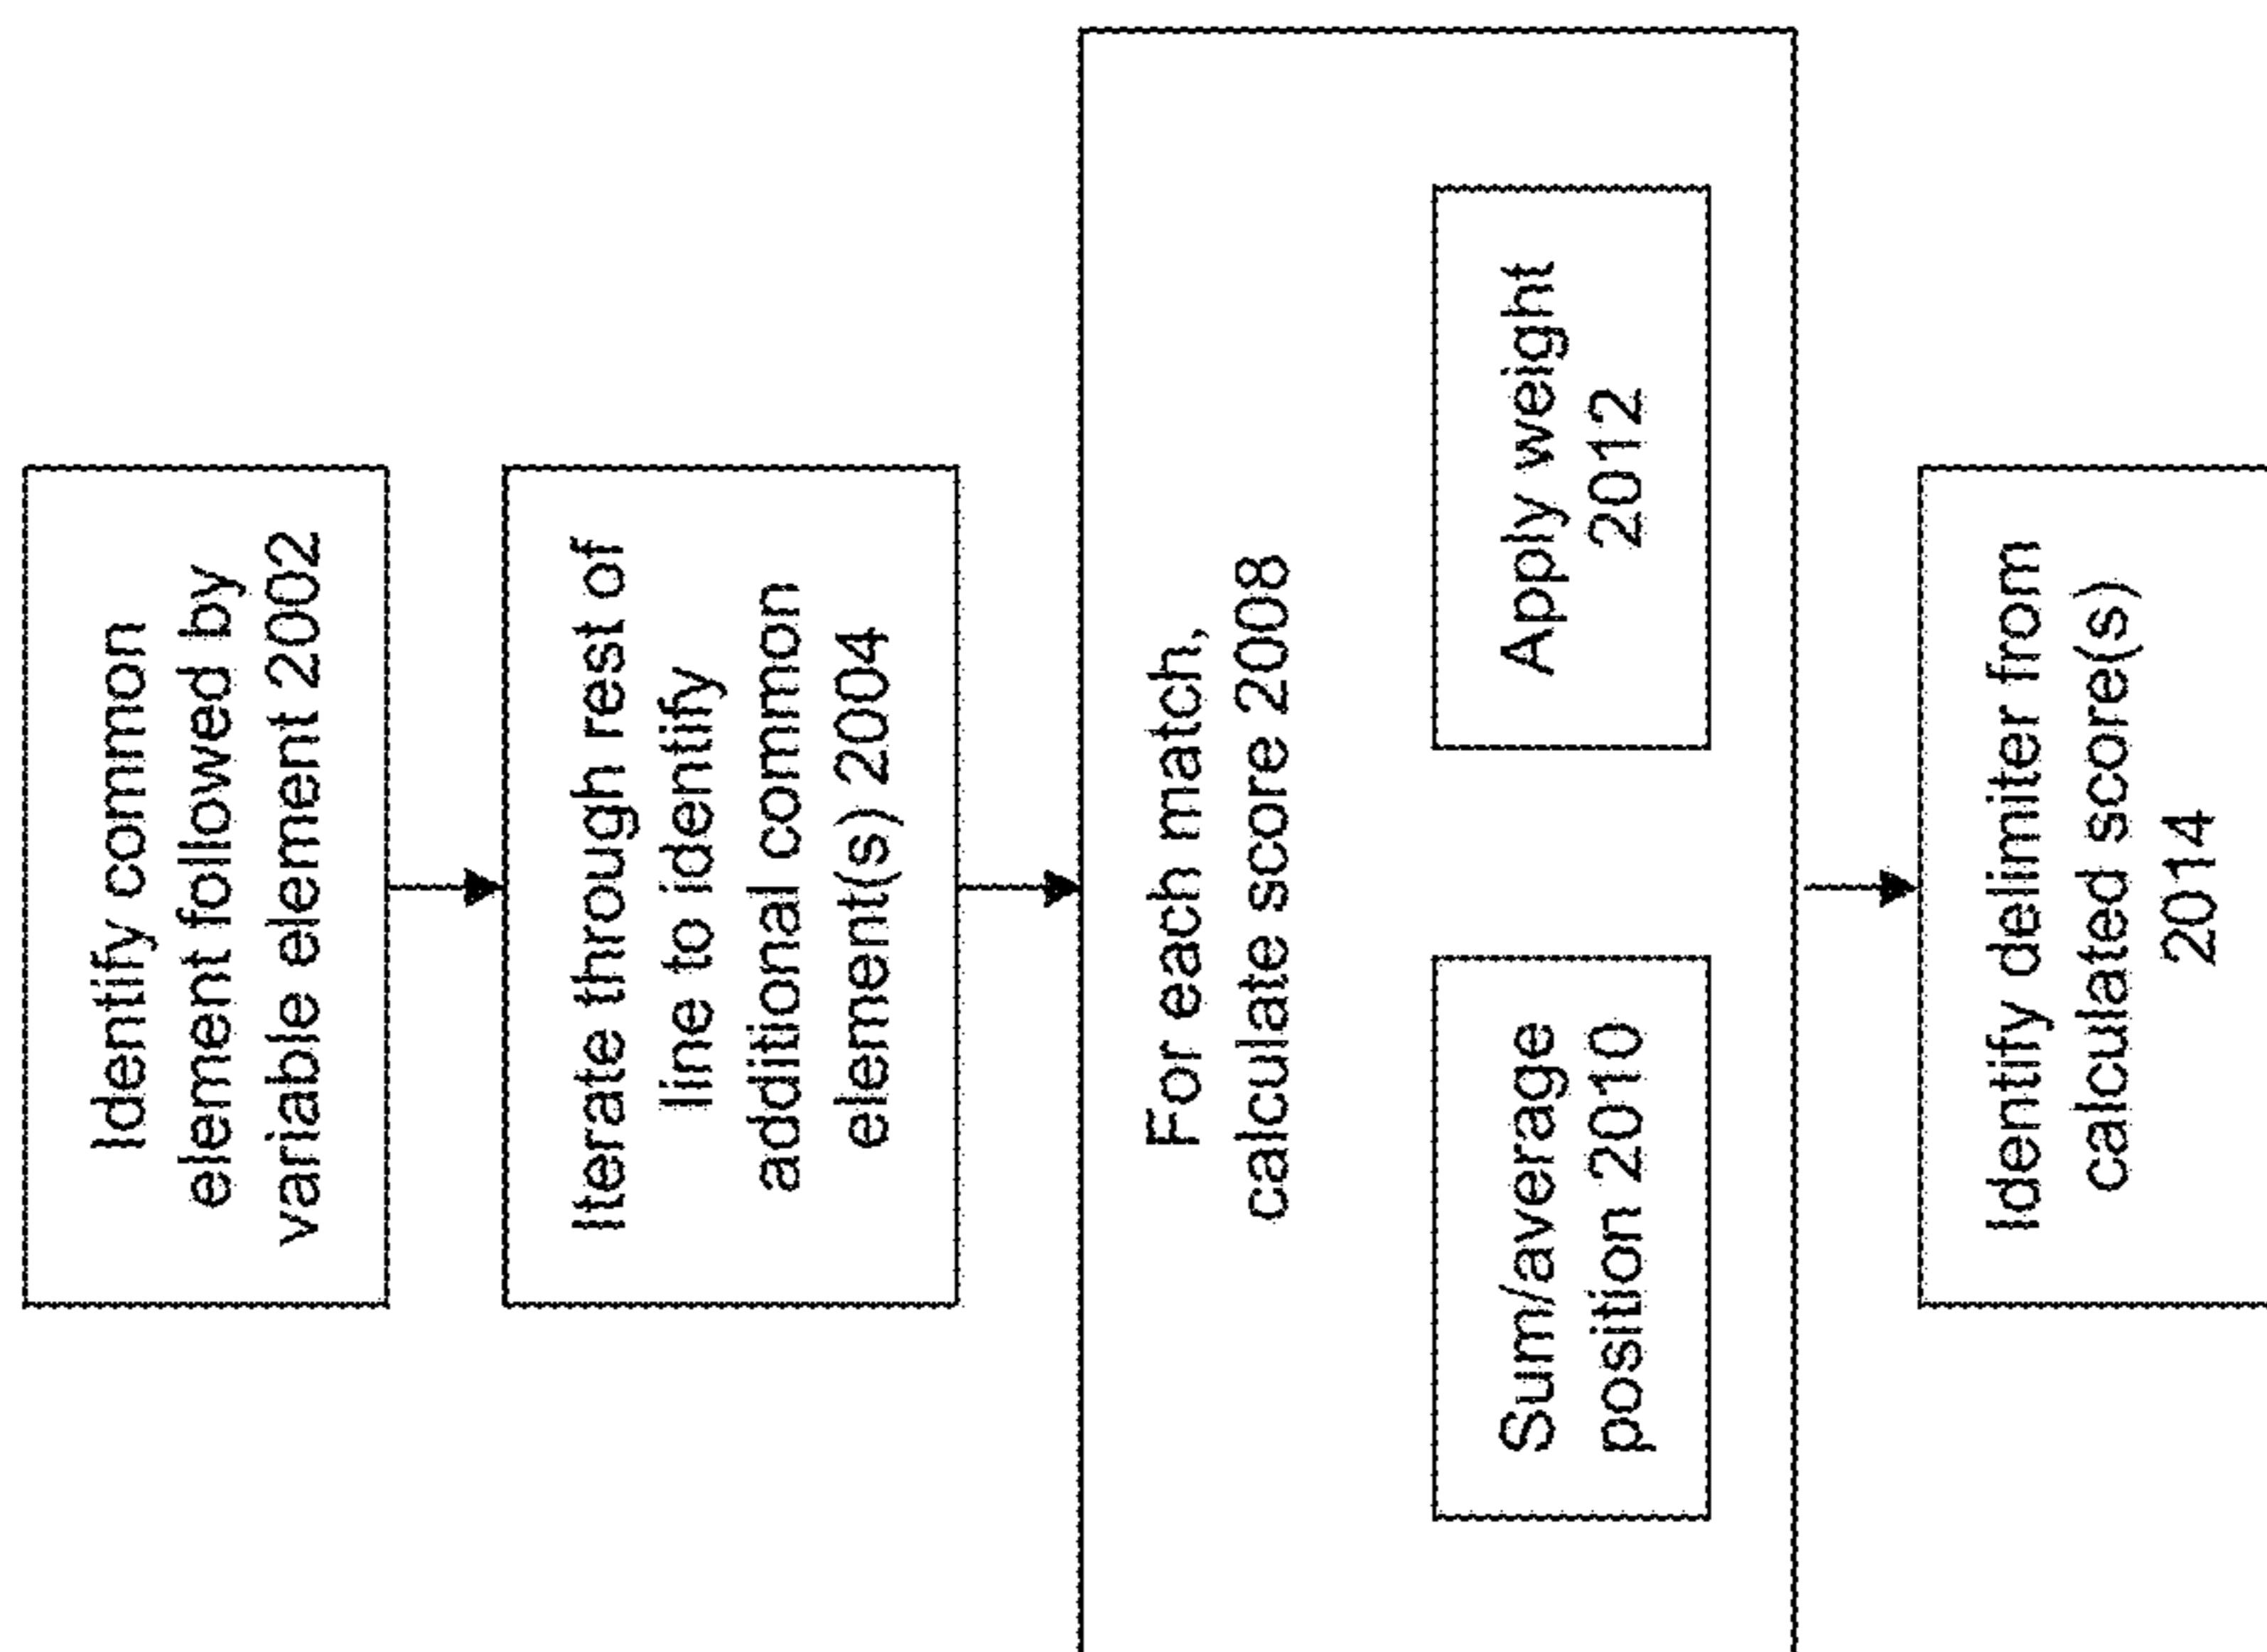 Identify common
element followed by
variable element 2002
Iterate through rest of
line to identify
additional common
element(s) 2004
For each match,
calculate score 2008
Sum/average
position 2010
Apply weight
2012
Identify delimiter from
calculated score(s)
2014